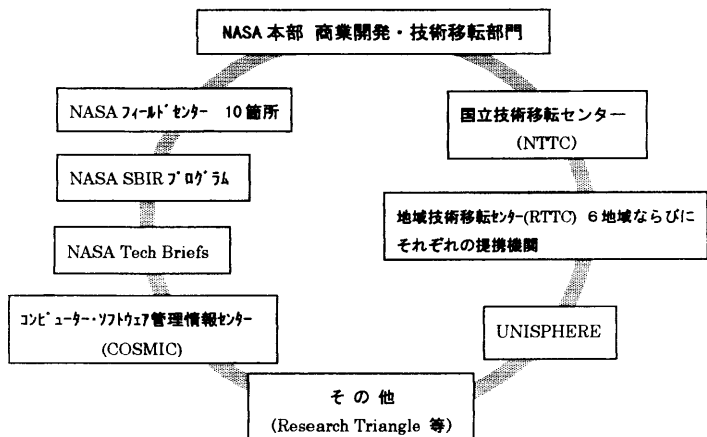 NASA 本部 商業開発・技術移転部門
NASA ﾌｨｰﾙﾄﾞｾﾝﾀｰ 10箇所
国立技術移転センター
(NTTC)
NASA SBIR ﾌﾟﾛｸﾞﾗﾑ
地域技術移転ｾﾝﾀｰ(RTTC) 6地域ならびに
それぞれの提携機関
NASA Tech Briefs
ｺﾝﾋﾟｭｰﾀｰ・ｿﾌﾄｳｪｱ管理情報ｾﾝﾀｰ
(COSMIC)
UNISPHERE
その他
(Research Triangle 等)